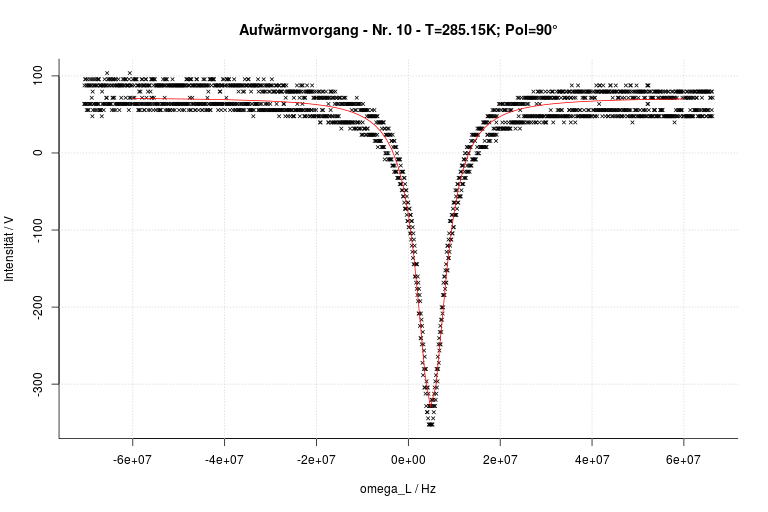 Aufwärmvorgang - Nr. 10 - T=285.15K; Pol=90°
Intensität / V
100
0
-100
-200
-300
-6e+07 -4e+07 -2e+07 0e+00 2e+07 4e+07 6e+07
omega_L / Hz